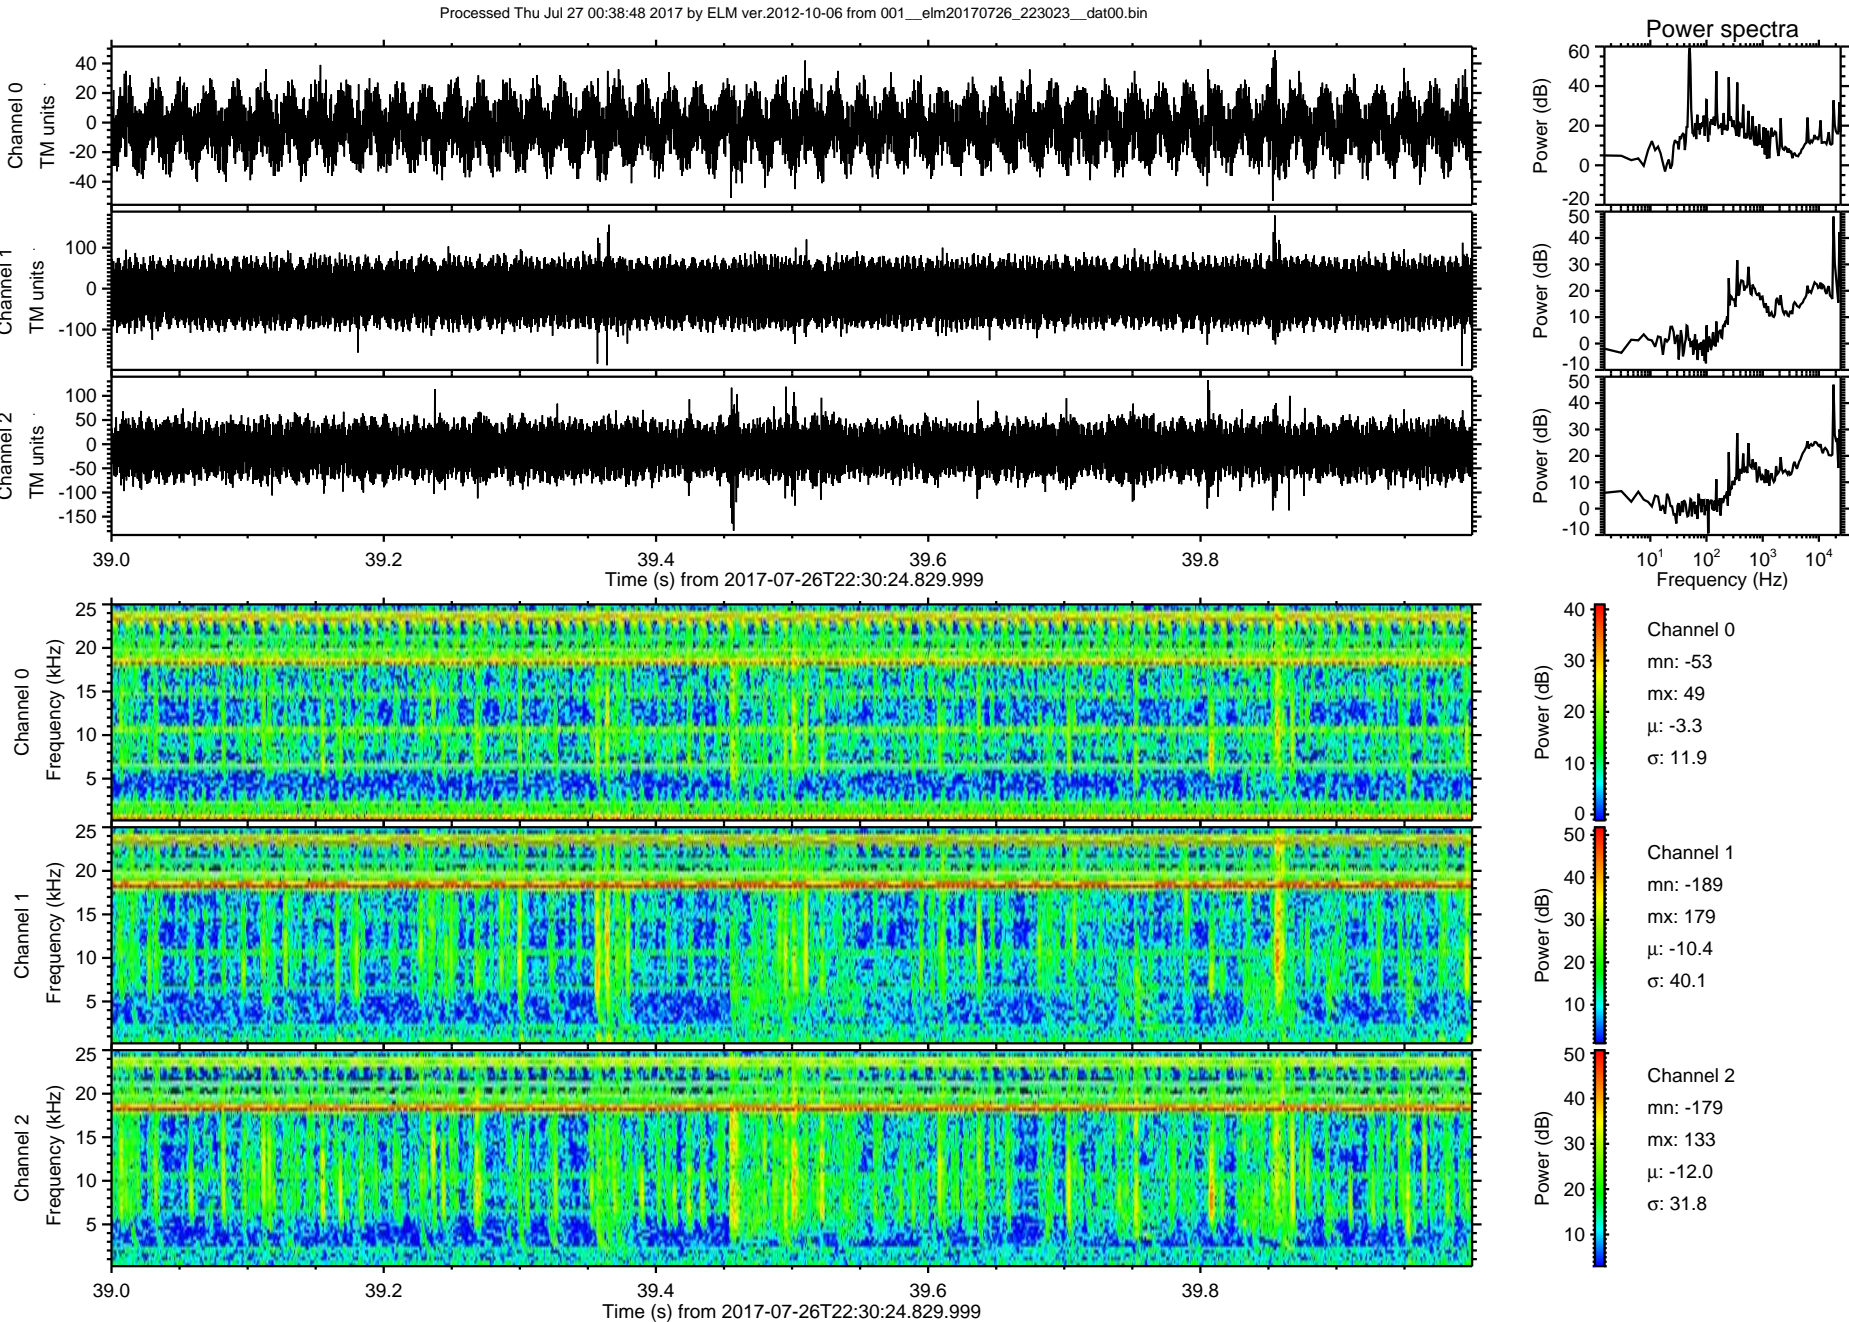 Processed Thu Jul 27 00:38:48 2017 by ELM ver.2012-10-06 from 001__elm20170726_223023__dat00.bin
Power spectra
Channel 0
TM units
40
20
0
-20
-40
Power (dB)
60
40
20
0
-20
Channel 1
TM units
100
0
-100
Power (dB)
50
40
30
20
10
0
-10
Channel 2
TM units
100
50
0
-50
-100
-150
Power (dB)
50
40
30
20
10
0
-10
39.0
39.2
39.4
39.6
39.8
Time (s) from 2017-07-26T22:30:24.829.999
10^1
10^2
10^3
10^4
Frequency (Hz)
Channel 0
Frequency (kHz)
25
20
15
10
5
Power (dB)
40
30
20
10
0
Channel 0
mn: -53
mx: 49
μ: -3.3
σ: 11.9
Channel 1
Frequency (kHz)
25
20
15
10
5
Power (dB)
50
40
30
20
10
Channel 1
mn: -189
mx: 179
μ: -10.4
σ: 40.1
Channel 2
Frequency (kHz)
25
20
15
10
5
Power (dB)
50
40
30
20
10
Channel 2
mn: -179
mx: 133
μ: -12.0
σ: 31.8
39.0
39.2
39.4
39.6
39.8
Time (s) from 2017-07-26T22:30:24.829.999